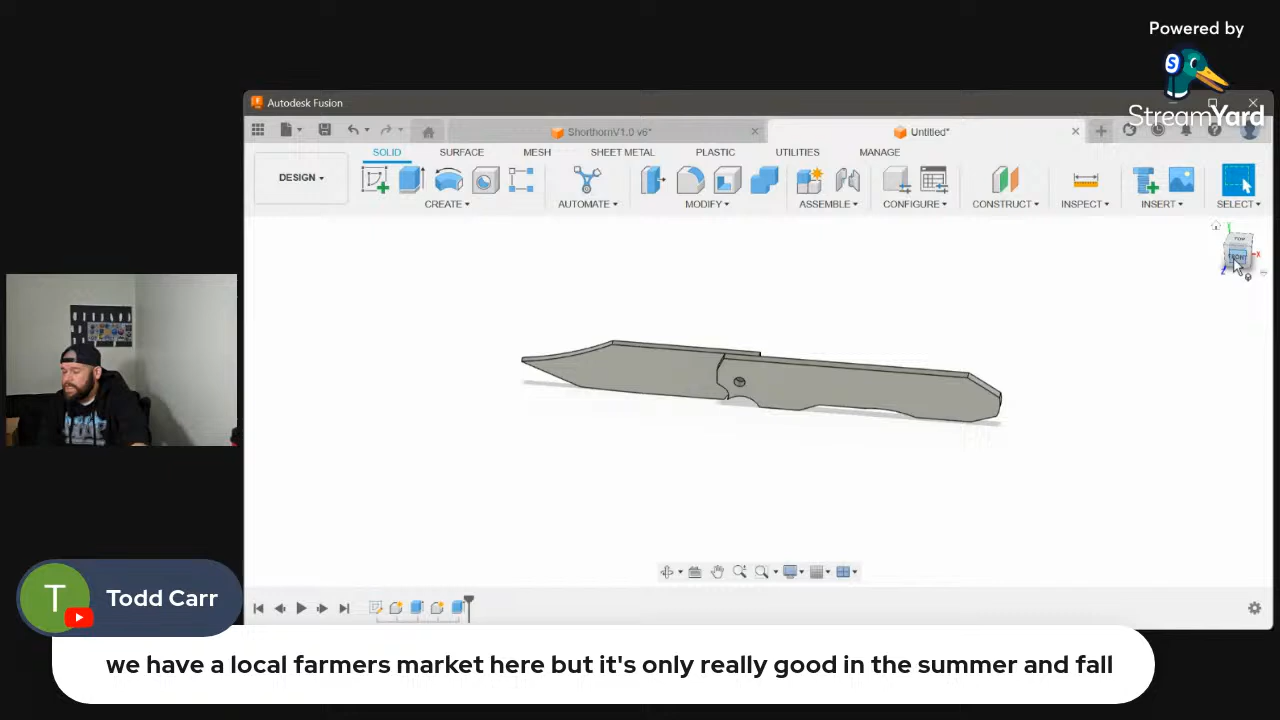 Powered by
StreamYard
Autodesk Fusion
ShorthornV1.0 v6*
Untitled*
SOLID
SURFACE
MESH
SHEET METAL
PLASTIC
UTILITIES
MANAGE
DESIGN
CREATE
AUTOMATE
MODIFY
ASSEMBLE
CONFIGURE
CONSTRUCT
INSPECT
INSERT
SELECT
TOP
FRONT
X
Y
Z
T
Todd Carr
we have a local farmers market here but it's only really good in the summer and fall